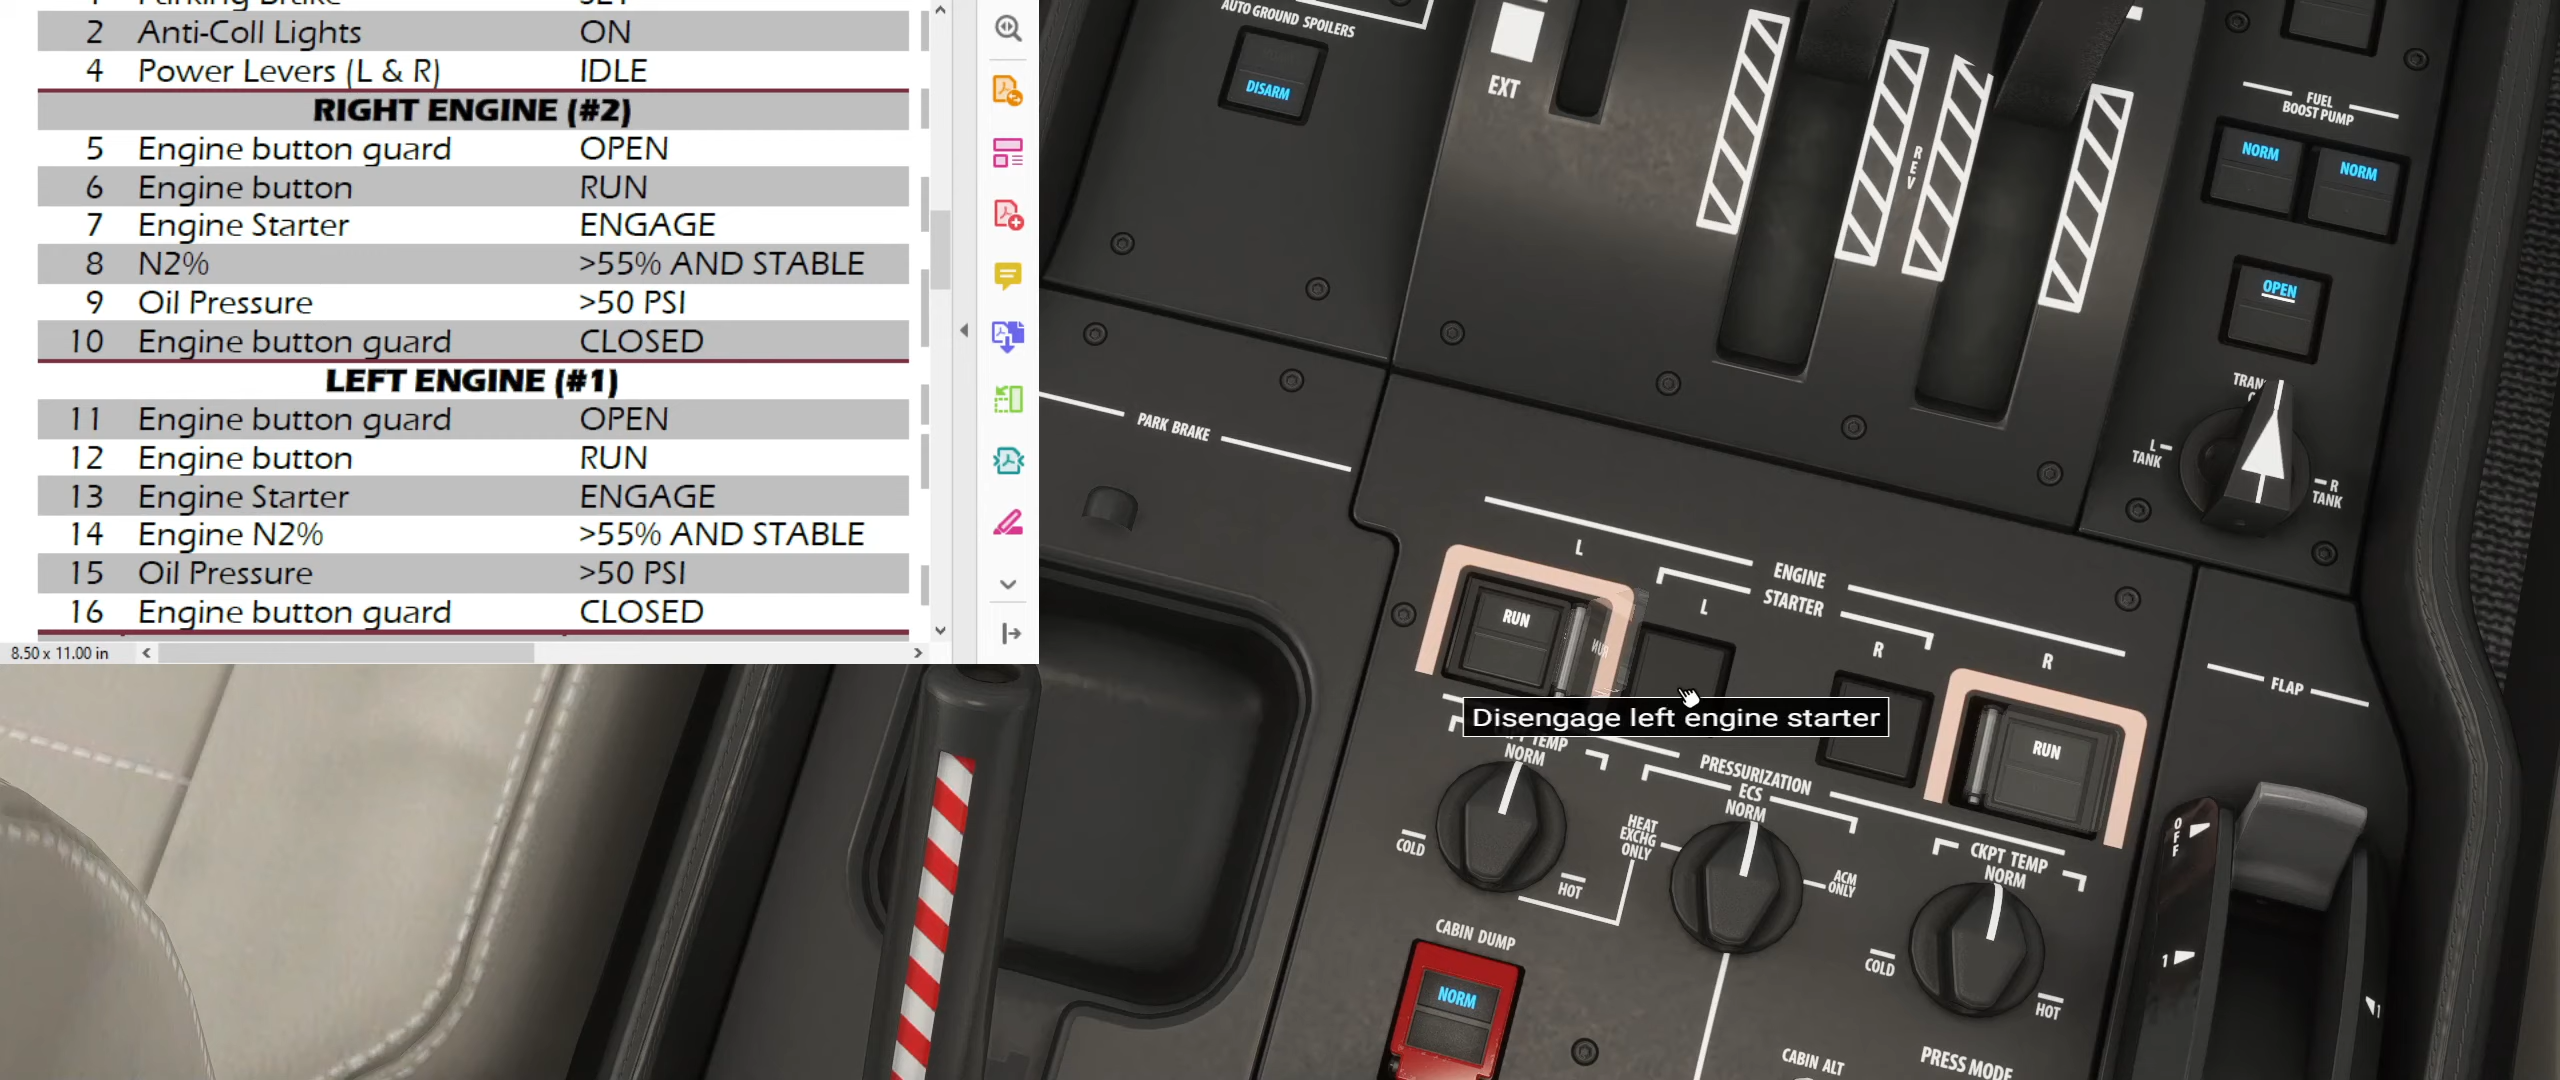 2 Anti-Coll Lights ON
4 Power Levers (L & R) IDLE
RIGHT ENGINE (#2)
5 Engine button guard OPEN
6 Engine button RUN
7 Engine Starter ENGAGE
8 N2% >55% AND STABLE
9 Oil Pressure >50 PSI
10 Engine button guard CLOSED
LEFT ENGINE (#1)
11 Engine button guard OPEN
12 Engine button RUN
13 Engine Starter ENGAGE
14 Engine N2% >55% AND STABLE
15 Oil Pressure >50 PSI
16 Engine button guard CLOSED
8.50 x 11.00 in
AUTO GROUND SPOILERS
DISARM
EXT
REV
FUEL
BOOST PUMP
NORM NORM
OPEN
L
TANK
R
TANK
PARK BRAKE
ENGINE
L
STARTER
L
R
R
RUN
RUN
Disengage left engine starter
FLAP
TEMP
NORM
COLD
HOT
PRESSURIZATION
ECS
NORM
HEAT
EXCHG
ONLY
ACM
ONLY
CKPT TEMP
NORM
COLD
HOT
OFF
1
1
CABIN DUMP
NORM
CABIN ALT
PRESS MODE